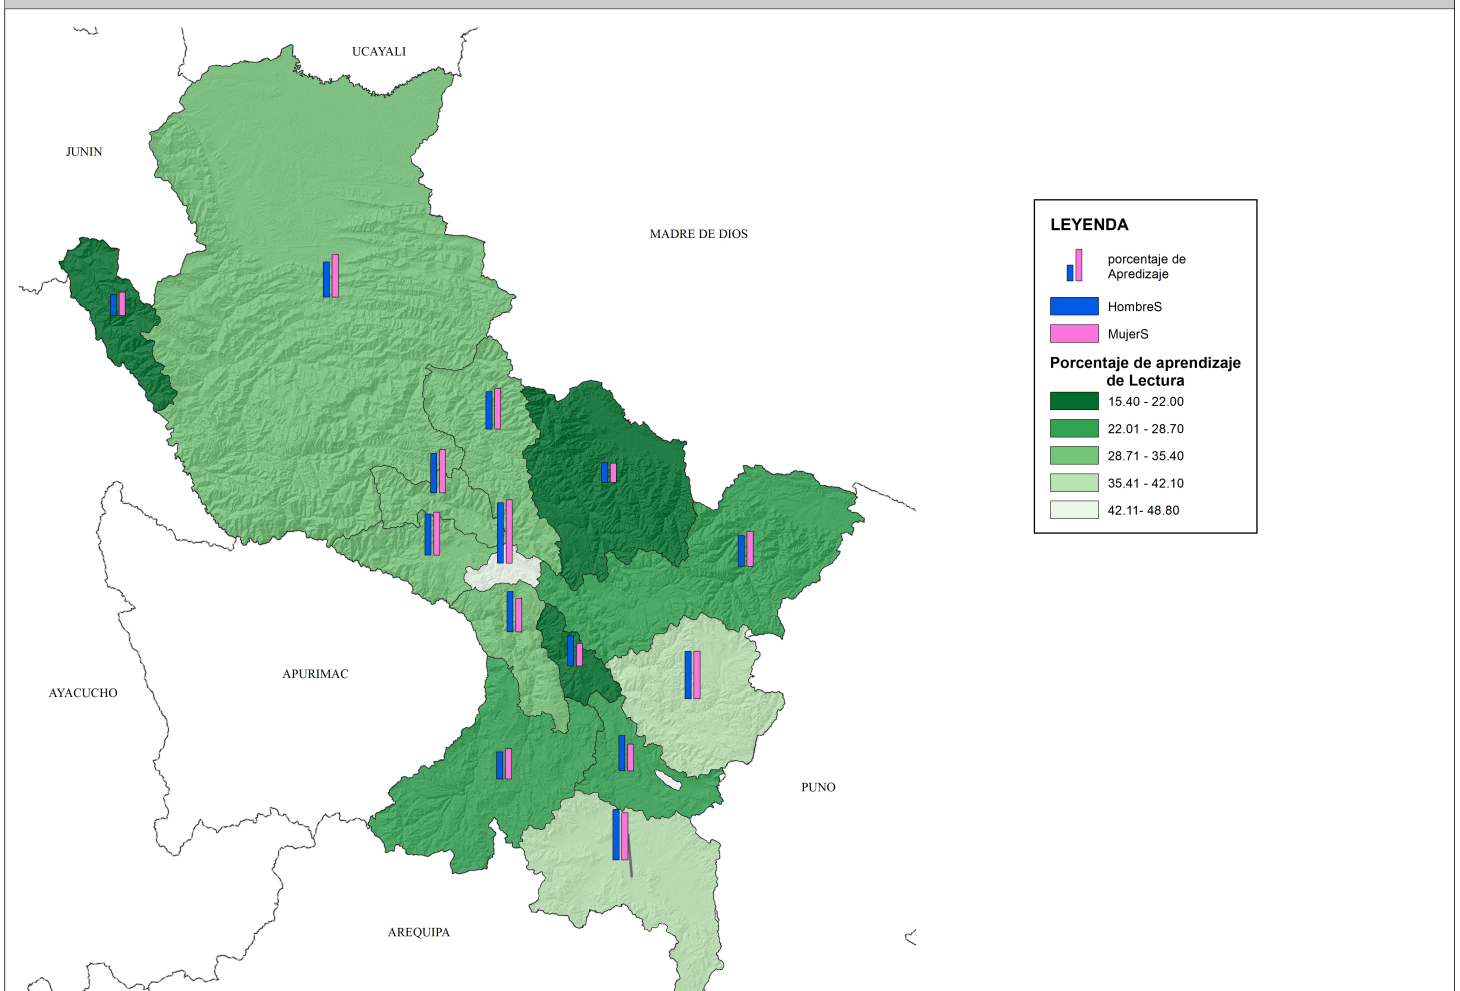 UCAYALI
JUNIN
MADRE DE DIOS
APURIMAC
AYACUCHO
PUNO
AREQUIPA
LEYENDA
porcentaje de
Apredizaje
HombreS
MujerS
Porcentaje de aprendizaje
de Lectura
15.40 - 22.00
22.01 - 28.70
28.71 - 35.40
35.41 - 42.10
42.11- 48.80